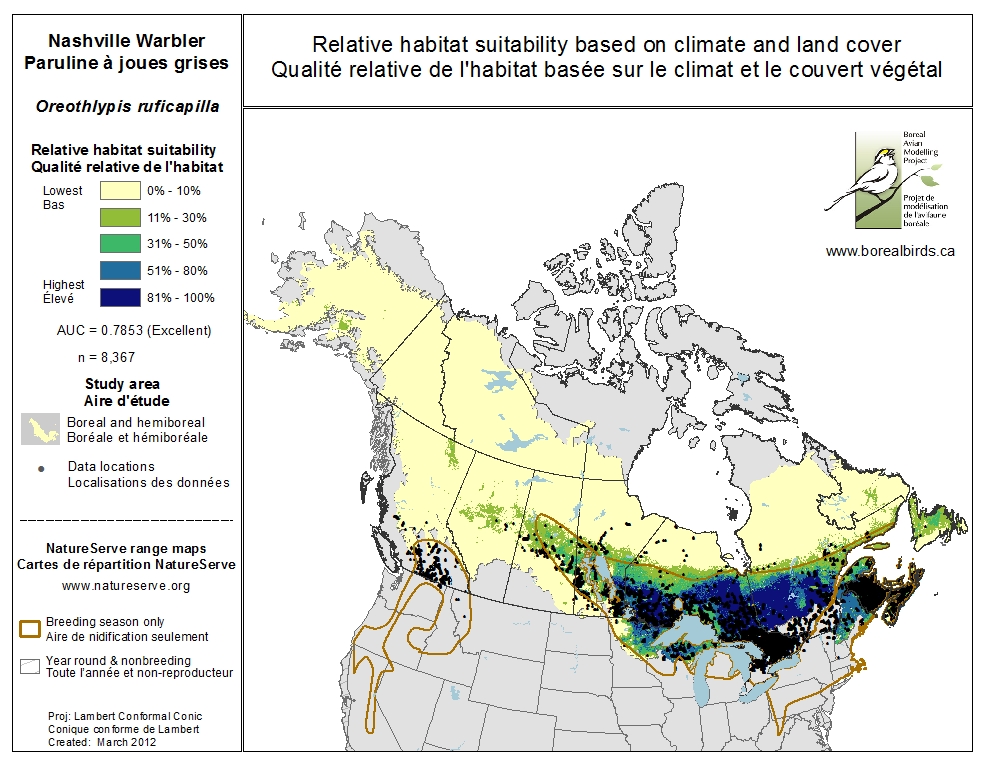 Nashville Warbler
Paruline à joues grises
Oreothlypis ruficapilla
Relative habitat suitability
Qualité relative de l'habitat
Lowest
Bas
0% - 10%
11% - 30%
31% - 50%
51% - 80%
Highest
Élevé
81% - 100%
AUC = 0.7853 (Excellent)
n = 8,367
Study area
Aire d'étude
Boreal and hemiboreal
Boréale et hémiboréale
Data locations
Localisations des données
NatureServe range maps
Cartes de répartition NatureServe
www.natureserve.org
Breeding season only
Aire de nidification seulement
Year round & nonbreeding
Toute l'année et non-reproducteur
Proj: Lambert Conformal Conic
Conique conforme de Lambert
Created: March 2012
Relative habitat suitability based on climate and land cover
Qualité relative de l'habitat basée sur le climat et le couvert végétal
Boreal
Avian
Modelling
Project
Projet de
modélisation
de l'avifaune
boréale
www.borealbirds.ca